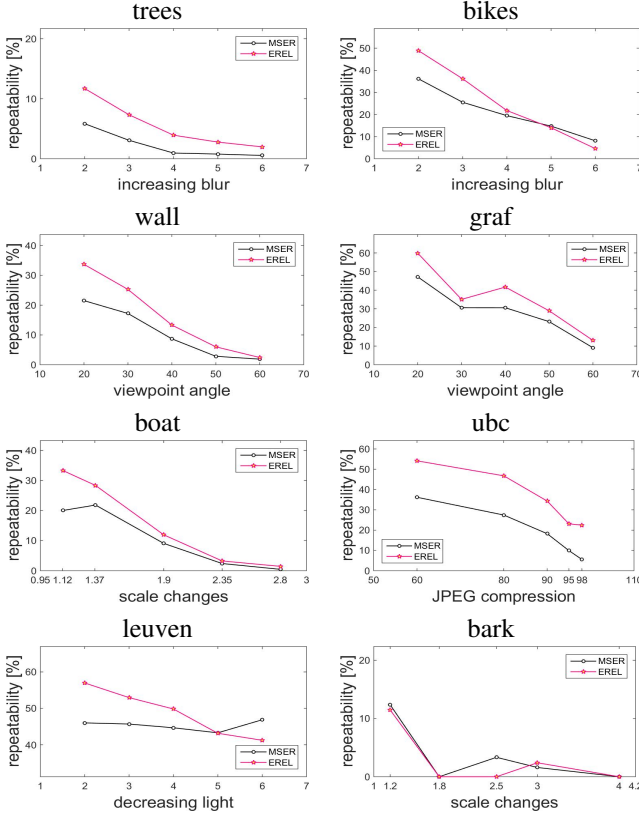 trees
repeatability [%]
20
10
0
1 2 3 4 5 6 7
increasing blur
MSER
EREL
bikes
repeatability [%]
50
40
30
20
10
0
1 2 3 4 5 6 7
increasing blur
MSER
EREL
wall
repeatability [%]
40
30
20
10
0
10 20 30 40 50 60 70
viewpoint angle
MSER
EREL
graf
repeatability [%]
60
50
40
30
20
10
0
10 20 30 40 50 60 70
viewpoint angle
MSER
EREL
boat
repeatability [%]
40
30
20
10
0
0.95 1.12 1.37 1.9 2.35 2.8 3
scale changes
MSER
EREL
ubc
repeatability [%]
60
50
40
30
20
10
0
50 60 80 90 95 98 110
JPEG compression
MSER
EREL
leuven
repeatability [%]
60
50
40
1 2 3 4 5 6 7
decreasing light
MSER
EREL
bark
repeatability [%]
20
10
0
1 1.2 1.8 2.5 3 4 4.2
scale changes
MSER
EREL